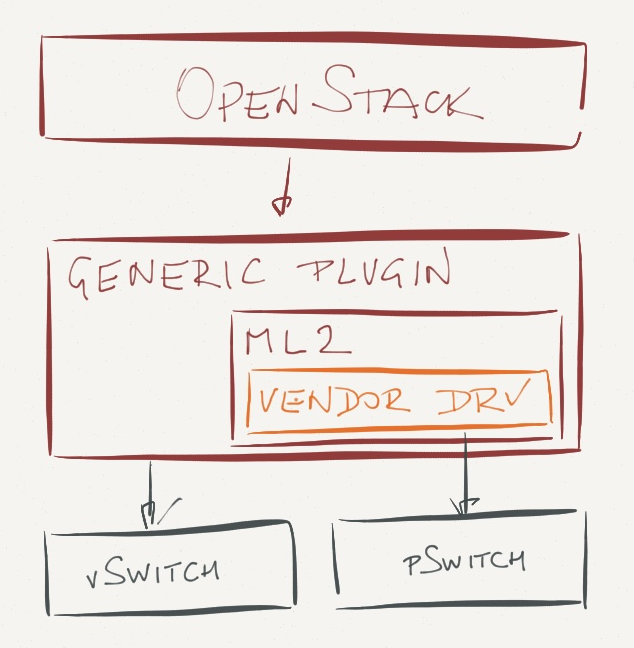 OPENSTACK
GENERIC PLUGIN
ML2
VENDOR DRV
vSWITCH
pSWITCH